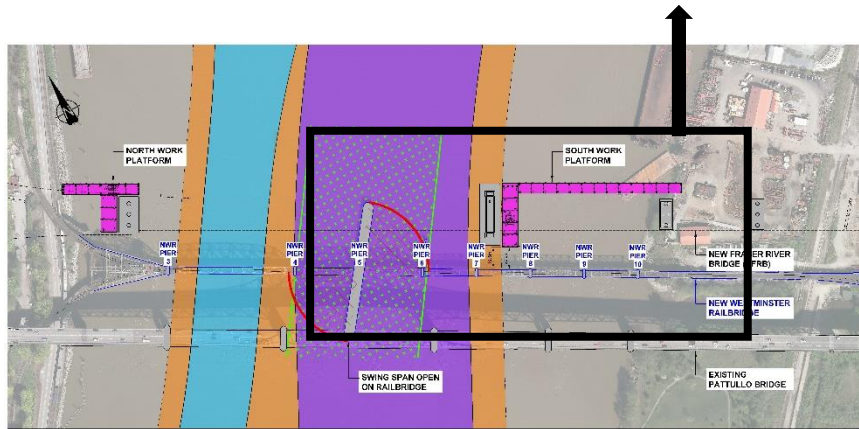 NORTH WORK
PLATFORM
SOUTH WORK
PLATFORM
NWR
PIER
3
NWR
PIER
4
NWR
PIER
5
NWR
PIER
6
NWR
PIER
7
NWR
PIER
8
NWR
PIER
9
NWR
PIER
10
NEW FRASER RIVER
BRIDGE
NEW WESTMINSTER
RAILBRIDGE
SWING SPAN OPEN
ON RAILBRIDGE
EXISTING
PATTULLO BRIDGE